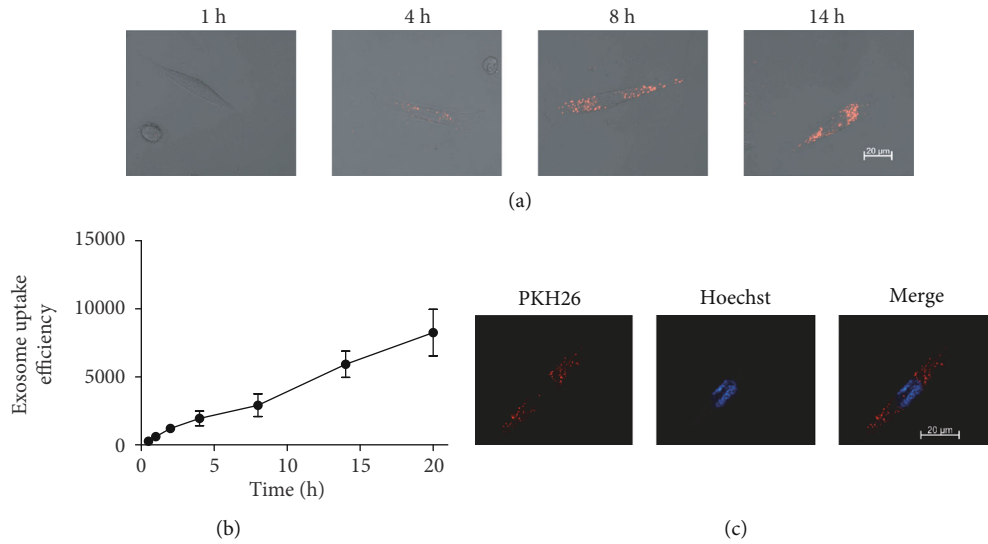 1 h 4 h 8 h 14 h
20 µm
(a)
15000
10000
5000
0
0 5 10 15 20
Exosome uptake
efficiency
Time (h)
(b)
PKH26 Hoechst Merge
20 µm
(c)